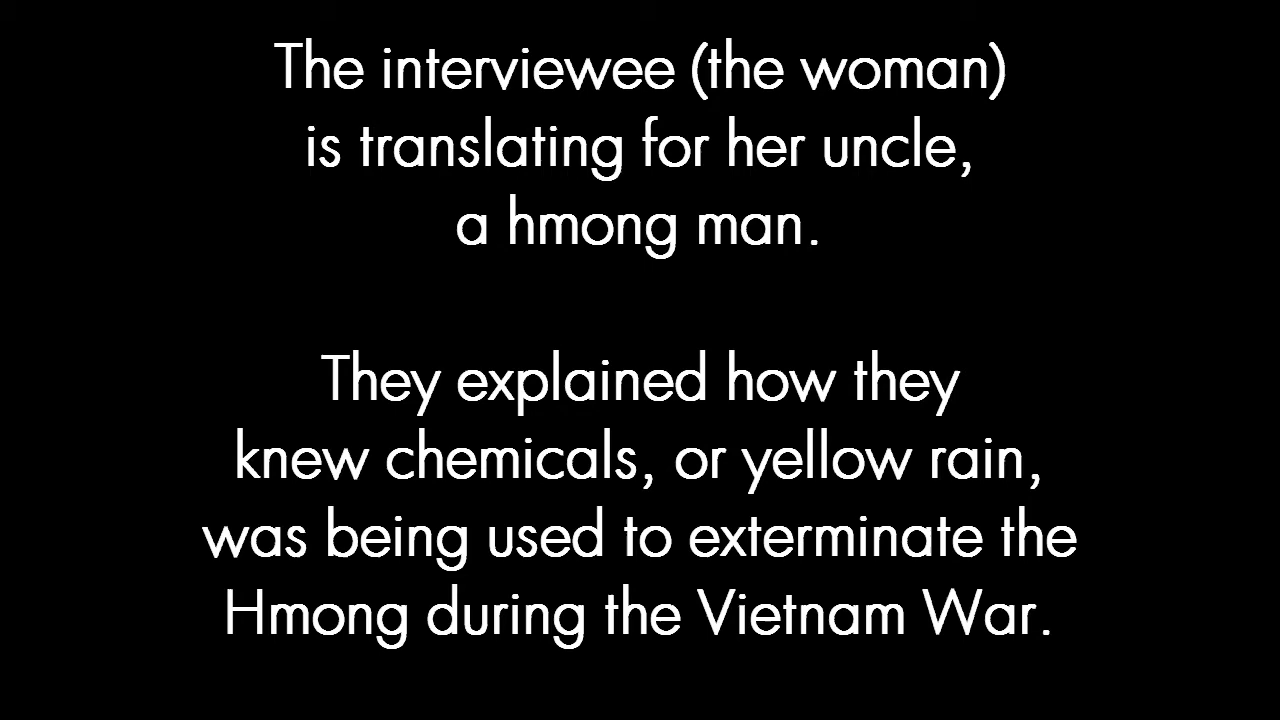 The interviewee (the woman)
is translating for her uncle,
a hmong man.
They explained how they
knew chemicals, or yellow rain,
was being used to exterminate the
Hmong during the Vietnam War.